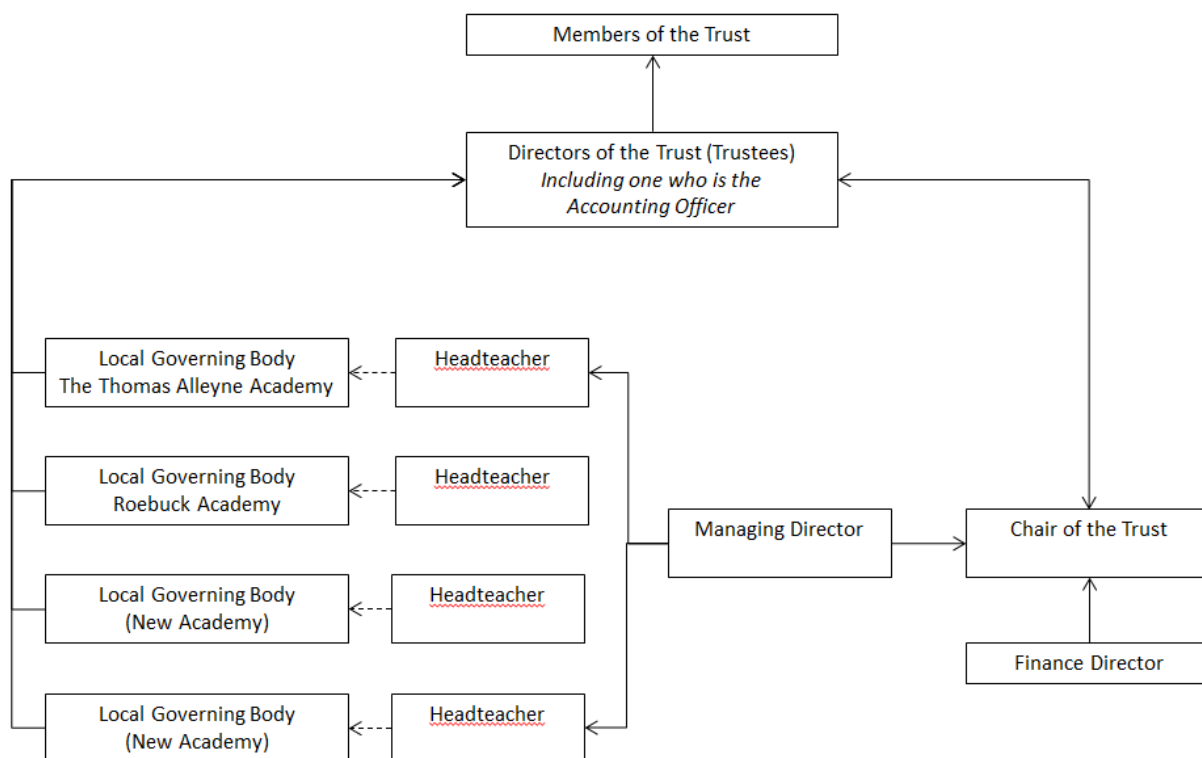 Members of the Trust
Directors of the Trust (Trustees)
Including one who is the
Accounting Officer
Local Governing Body
The Thomas Alleyne Academy
Headteacher
Local Governing Body
Roebuck Academy
Headteacher
Managing Director
Chair of the Trust
Local Governing Body
(New Academy)
Headteacher
Finance Director
Local Governing Body
(New Academy)
Headteacher